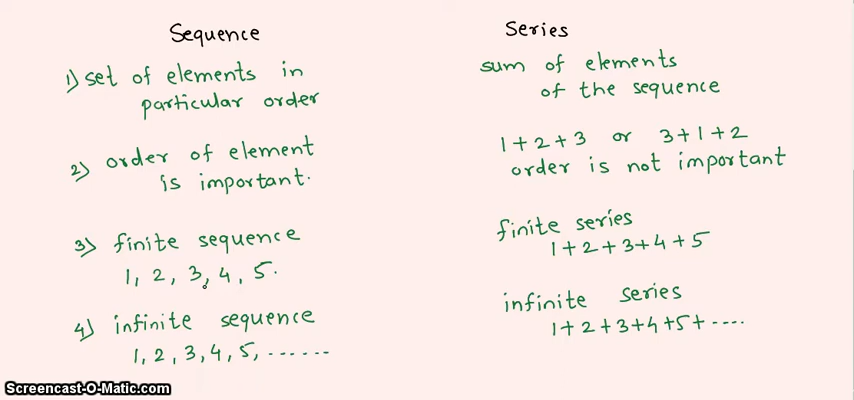 Sequence
1) set of elements in
particular order
2) order of element
is important.
3) finite sequence
1, 2, 3, 4, 5.
4) infinite sequence
1, 2, 3, 4, 5, ......
Series
sum of elements
of the sequence
1+2+3 or 3+1+2
order is not important
finite series
1+2+3+4+5
infinite series
1+2+3+4+5+....
Screencast-O-Matic.com